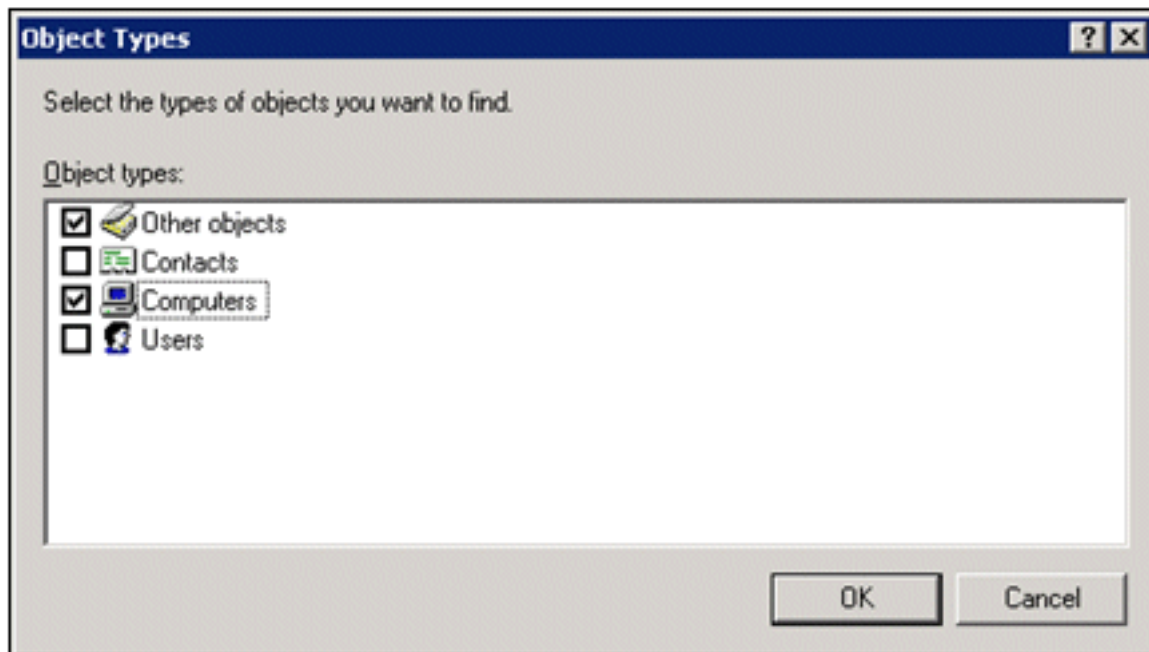 Object Types
Select the types of objects you want to find.
Object types:
Other objects
Contacts
Computers
Users
OK Cancel